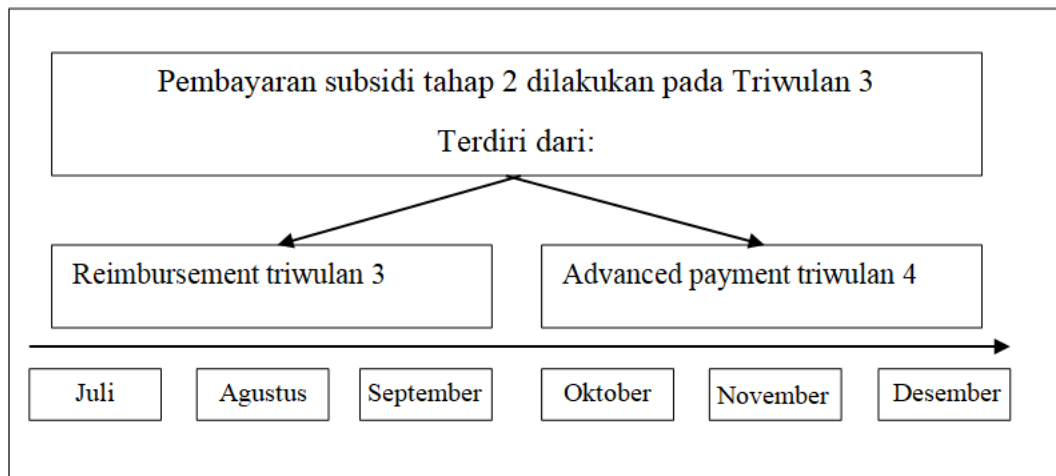 Pembayaran subsidi tahap 2 dilakukan pada Triwulan 3
Terdiri dari:
Reimbursement triwulan 3
Advanced payment triwulan 4
Juli
Agustus
September
Oktober
November
Desember